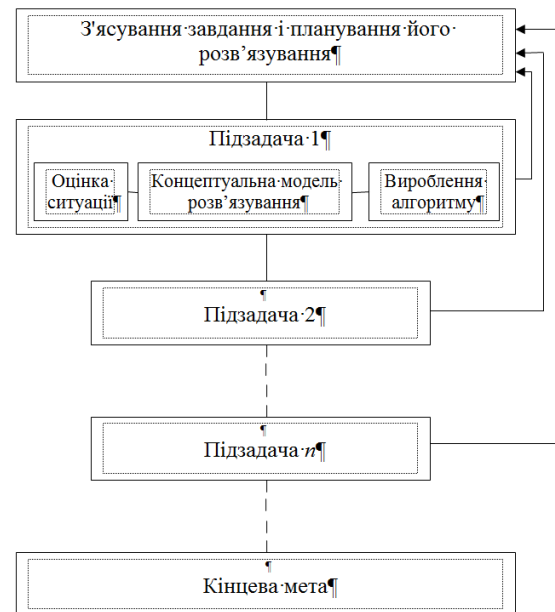 З'ясування·завдання·і·планування·його·
розв’язування¶
Підзадача·1¶
Оцінка·
ситуації¶
Концептуальна·модель·
розв’язування¶
Вироблення·
алгоритму¶
¶
Підзадача·2¶
¶
Підзадача·n¶
¶
Кінцева·мета¶